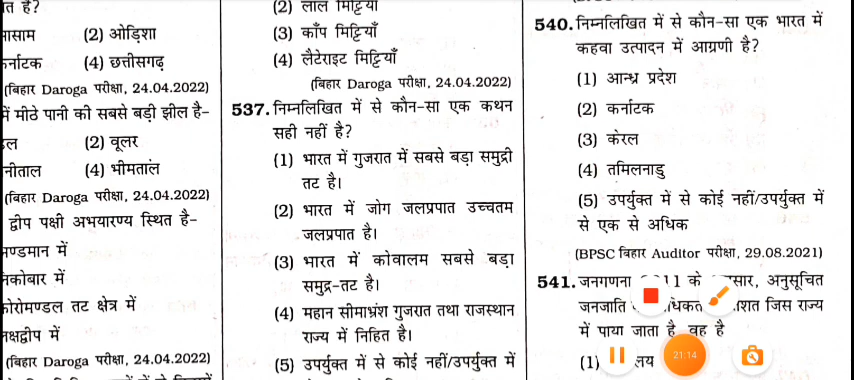 है?
(2) ओडिशा
(4) छत्तीसगढ़
(बिहार Daroga परीक्षा, 24.04.2022)
में मीठे पानी की सबसे बड़ी झील है-
(2) वूलर
(4) भीमताल
(बिहार Daroga परीक्षा, 24.04.2022)
द्वीप पक्षी अभयारण्य स्थित है-
में
में
तट क्षेत्र में
में
(बिहार Daroga परीक्षा, 24.04.2022)
(2) लाल मिट्टियाँ
(3) काँप मिट्टियाँ
(4) लैटेराइट मिट्टियाँ
(बिहार Daroga परीक्षा, 24.04.2022)
537. निम्नलिखित में से कौन-सा एक कथन
सही नहीं है?
(1) भारत में गुजरात में सबसे बड़ा समुद्री
तट है।
(2) भारत में जोग जलप्रपात उच्चतम
जलप्रपात है।
(3) भारत में कोवालम सबसे बड़ा
समुद्र-तट है।
(4) महान सीमाभ्रंश गुजरात तथा राजस्थान
राज्य में निहित है।
(5) उपर्युक्त में से कोई नहीं/उपर्युक्त में
540. निम्नलिखित में से कौन-सा एक भारत में
कहवा उत्पादन में आग्रणी है?
(1) आन्ध्र प्रदेश
(2) कर्नाटक
(3) केरल
(4) तमिलनाडु
(5) उपर्युक्त में से कोई नहीं/उपर्युक्त में
से एक से अधिक
(BPSC बिहार Auditor परीक्षा, 29.08.2021)
541. जनगणना के अनुसूचित
जनजाति जिस राज्य
में पाया जाता है वह है
(1)
21:14